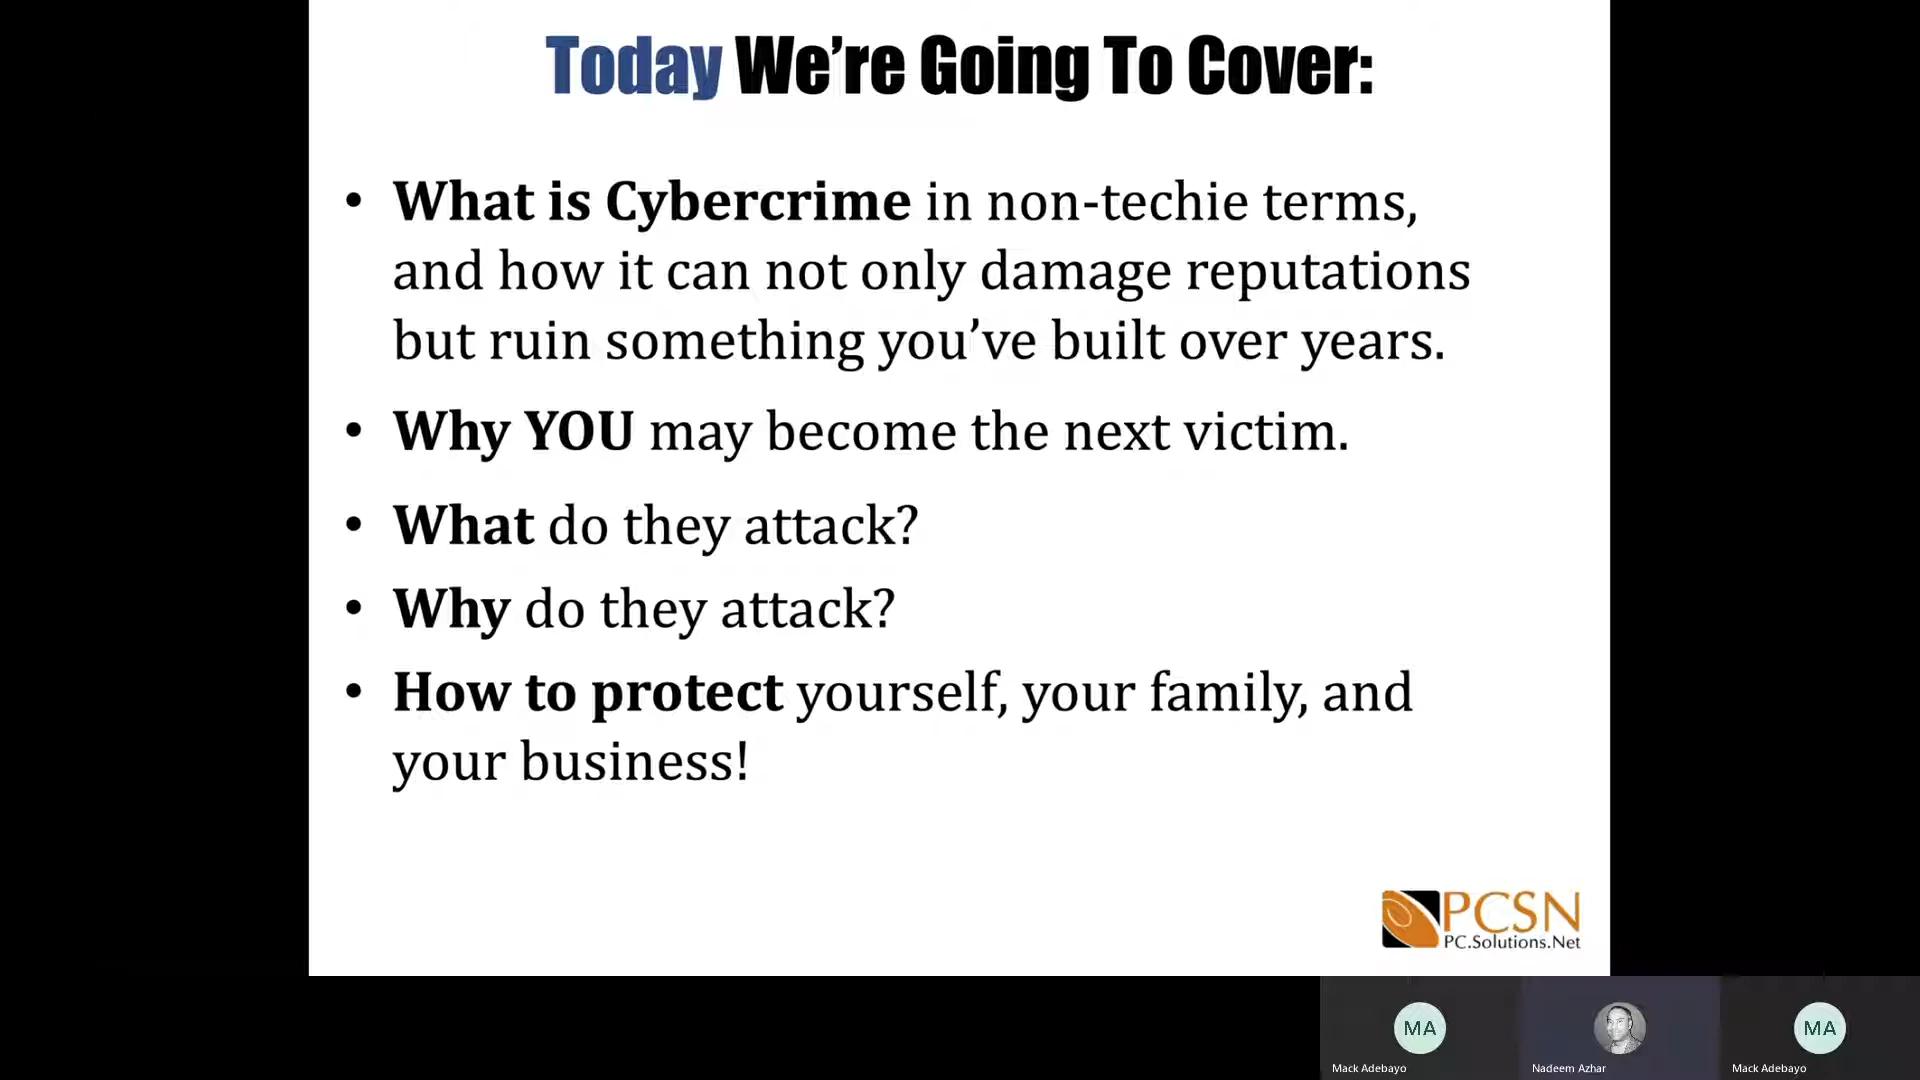 Today We’re Going To Cover:
• What is Cybercrime in non-techie terms,
and how it can not only damage reputations
but ruin something you’ve built over years.
• Why YOU may become the next victim.
• What do they attack?
• Why do they attack?
• How to protect yourself, your family, and
your business!
PCSN
PC.Solutions.Net
MA
MA
Mack Adebayo
Nadeem Azhar
Mack Adebayo